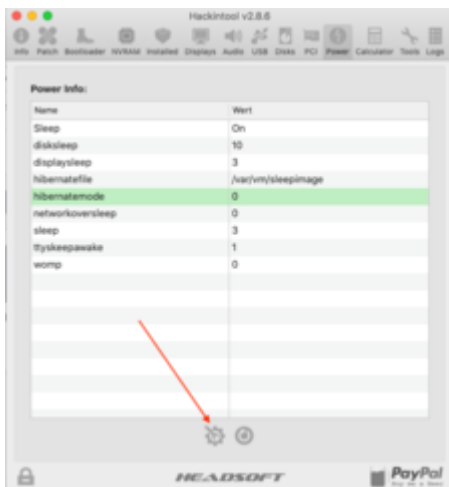 Hackintool v2.8.6
Info Patch Bootloader NVRAM Installed Displays Audio USB Disks PCI Power Calculator Tools Logs
Power Info:
Name Wert
Sleep On
disksleep 10
displaysleep 3
hibernatefile /var/vm/sleepimage
hibernatemode 0
networkoversleep 0
sleep 3
ttyskeepawake 1
womp 0
HEADSOFT
PayPal